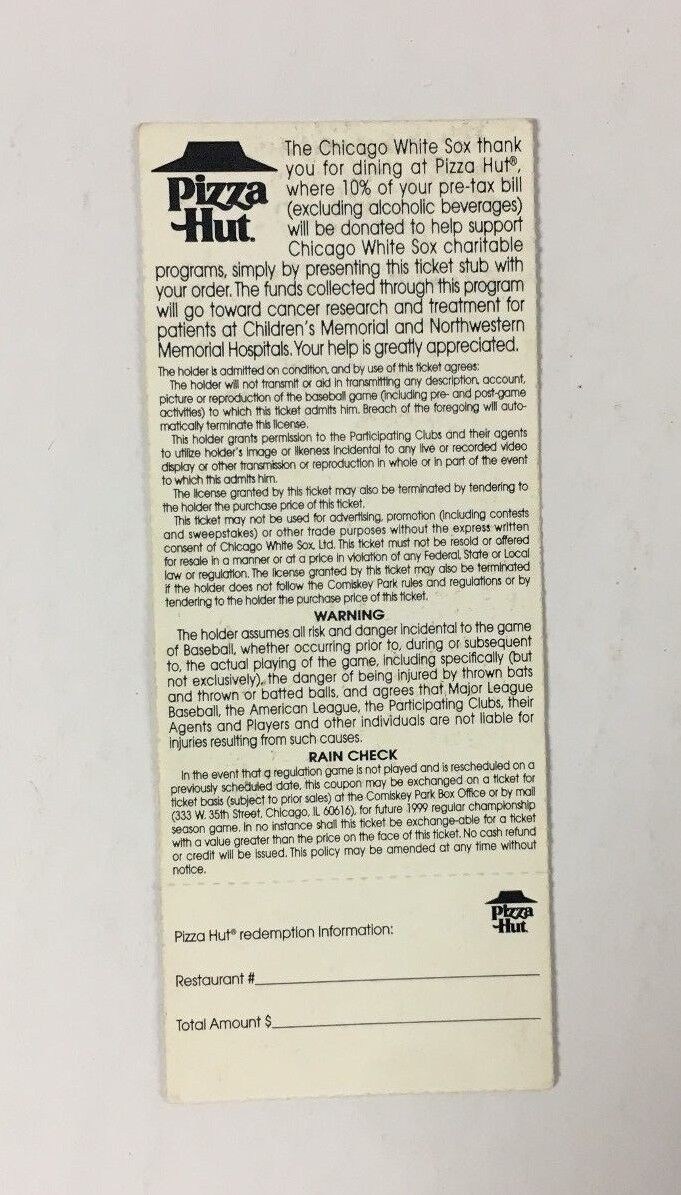 Pizza
Hut.
The Chicago White Sox thank
you for dining at Pizza Hut®,
where 10% of your pre-tax bill
(excluding alcoholic beverages)
will be donated to help support
Chicago White Sox charitable
programs, simply by presenting this ticket stub with
your order. The funds collected through this program
will go toward cancer research and treatment for
patients at Children's Memorial and Northwestern
Memorial Hospitals. Your help is greatly appreciated.
The holder is admitted on condition, and by use of this ticket agrees:
The holder will not transmit or aid in transmitting any description, account,
picture or reproduction of the baseball game (including pre- and post-game
activities) to which this ticket admits him. Breach of the foregoing will auto-
matically terminate this license.
This holder grants permission to the Participating Clubs and their agents
to utilize holder's image or likeness incidental to any live or recorded video
display or other transmission or reproduction in whole or in part of the event
to which this admits him.
The license granted by this ticket may also be terminated by tendering to
the holder the purchase price of this ticket.
This ticket may not be used for advertising, promotion (including contests
and sweepstakes) or other trade purposes without the express written
consent of Chicago White Sox, Ltd. This ticket must not be resold or offered
for resale in a manner or at a price in violation of any Federal, State or Local
law or regulation. The license granted by this ticket may also be terminated
if the holder does not follow the Comiskey Park rules and regulations or by
tendering to the holder the purchase price of this ticket.
WARNING
The holder assumes all risk and danger incidental to the game
of Baseball, whether occurring prior to, during or subsequent
to, the actual playing of the game, including specifically (but
not exclusively), the danger of being injured by thrown bats
and thrown or batted balls, and agrees that Major League
Baseball, the American League, the Participating Clubs, their
Agents and Players and other individuals are not liable for
injuries resulting from such causes.
RAIN CHECK
In the event that a regulation game is not played and is rescheduled on a
previously scheduled date, this coupon may be exchanged on a ticket for
ticket basis (subject to prior sales) at the Comiskey Park Box Office or by mail
(333 W. 35th Street, Chicago, IL 60616), for future 1999 regular championship
season game. In no instance shall this ticket be exchange-able for a ticket
with a value greater than the price on the face of this ticket. No cash refund
or credit will be issued. This policy may be amended at any time without
notice.
Pizza
Hut.
Pizza Hut® redemption information:
Restaurant #
Total Amount $